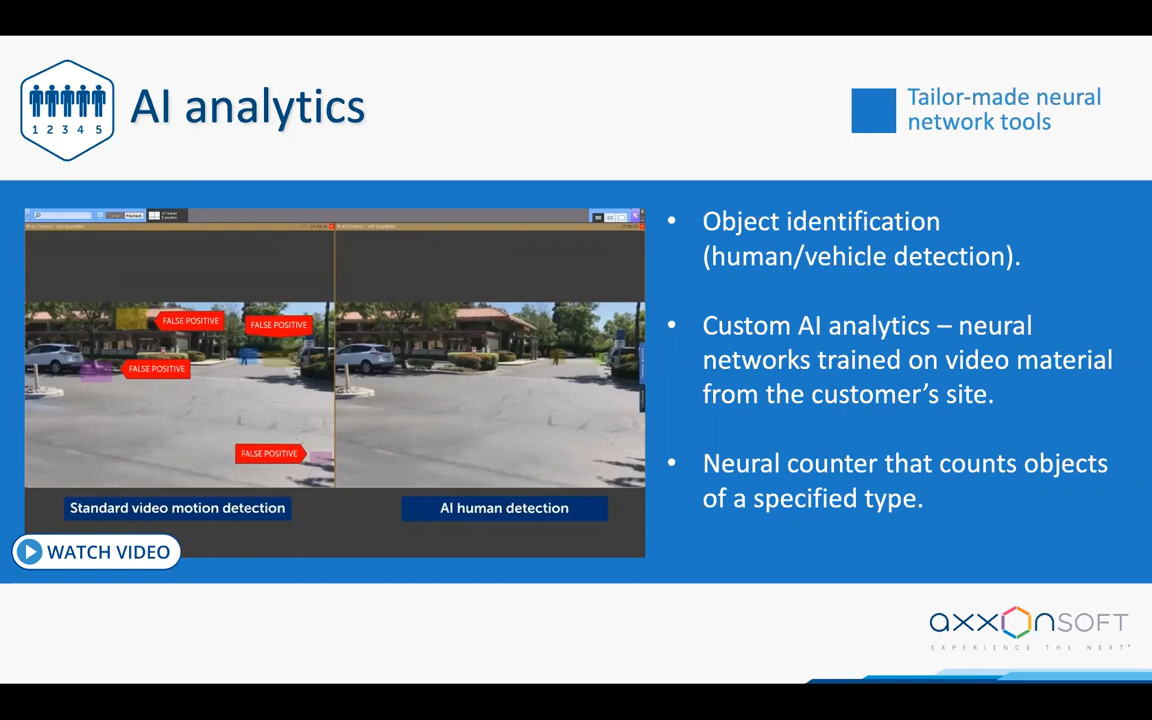 1 2 3 4 5
AI analytics
Tailor-made neural
network tools
FALSE POSITIVE
FALSE POSITIVE
FALSE POSITIVE
FALSE POSITIVE
Standard video motion detection
AI human detection
WATCH VIDEO
• Object identification
(human/vehicle detection).
• Custom AI analytics – neural
networks trained on video material
from the customer’s site.
• Neural counter that counts objects
of a specified type.
axxonsoft
EXPERIENCE THE NEXT